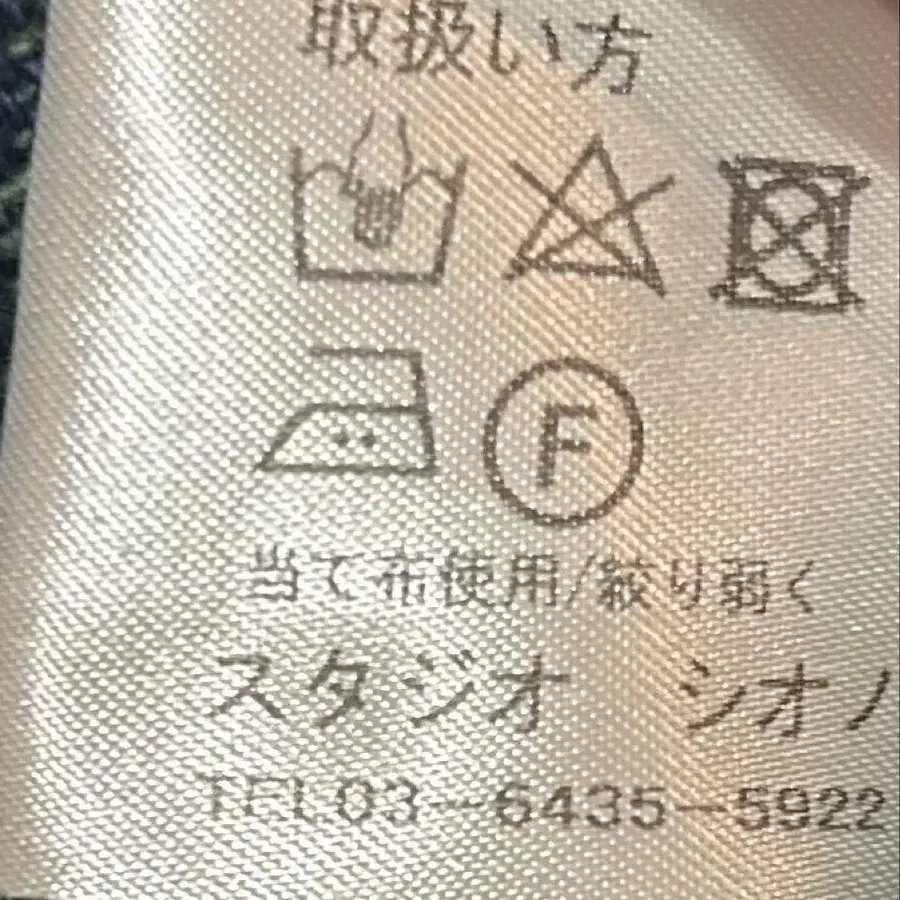 取扱い方
F
当て布使用/絞り弱く
スタジオ シオノ
TEL03-6435-5922